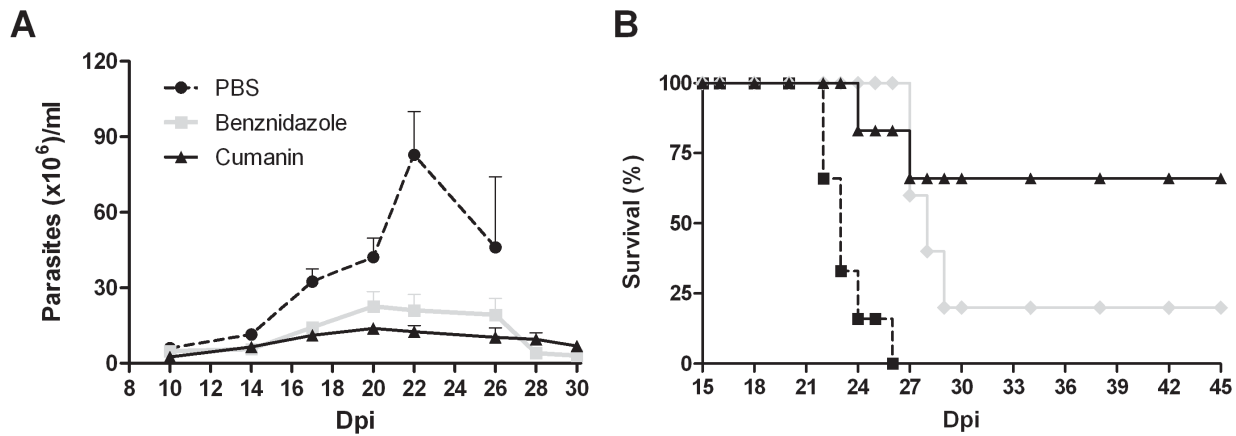 A
B
120
90
60
30
0
Parasites (x10⁶)/ml
PBS
Benznidazole
Cumanin
8 10 12 14 16 18 20 22 24 26 28 30
Dpi
100
75
50
25
0
Survival (%)
15 18 21 24 27 30 33 36 39 42 45
Dpi